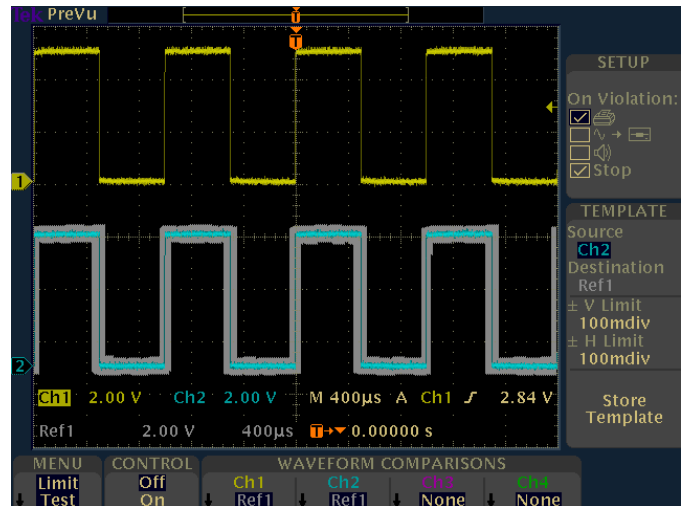 Tek PreVu
T
T
1
2
Ch1 2.00 V Ch2 2.00 V M 400µs A Ch1 2.84 V
Ref1 2.00 V 400µs T 0.00000 s
SETUP
On Violation:
Stop
TEMPLATE
Source
Ch2
Destination
Ref1
± V Limit
100mdiv
± H Limit
100mdiv
Store
Template
MENU
Limit
Test
CONTROL
Off
On
WAVEFORM COMPARISONS
Ch1
Ref1
Ch2
Ref1
Ch3
None
Ch4
None